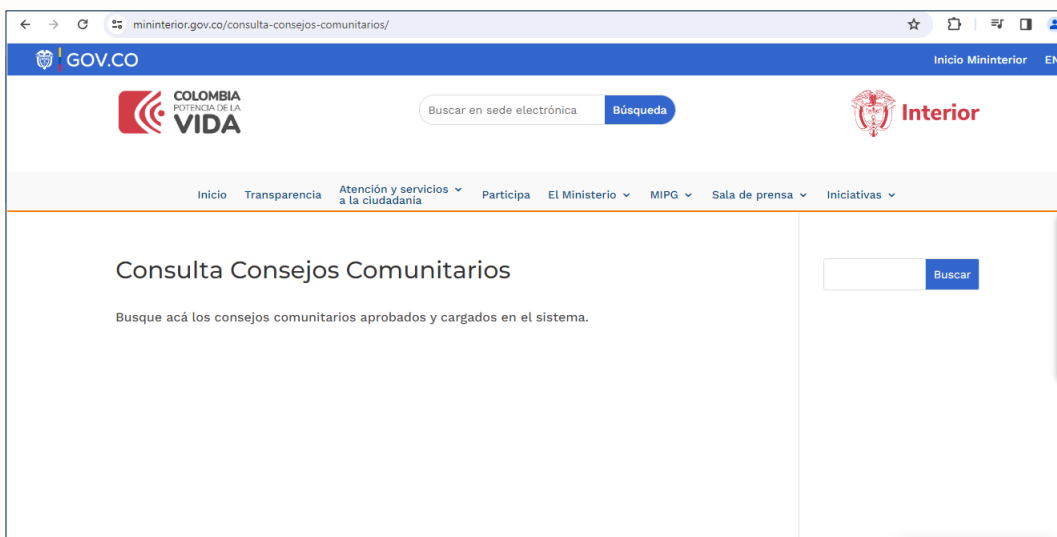 mininterior.gov.co/consulta-consejos-comunitarios/
GOV.CO
Inicio Mininterior EN
COLOMBIA
POTENCIA DE LA
VIDA
Buscar en sede electrónica Búsqueda
Interior
Inicio Transparencia Atención y servicios a la ciudadanía Participa El Ministerio MIPG Sala de prensa Iniciativas
Consulta Consejos Comunitarios
Buscar
Busque acá los consejos comunitarios aprobados y cargados en el sistema.